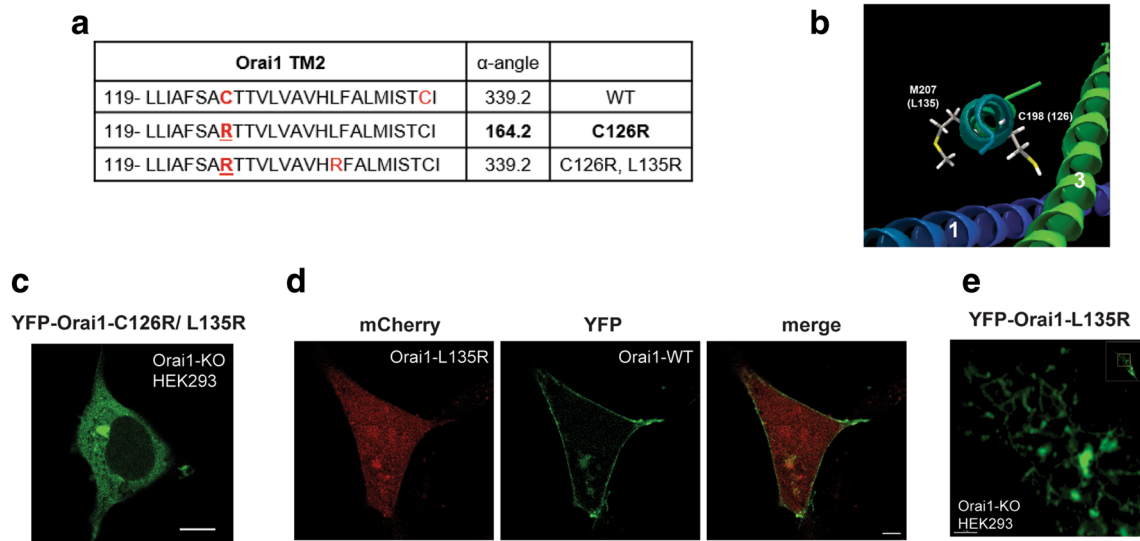 a
Orai1 TM2 α-angle
119- LLIAFSACTTVLVAVHLFALMISTCI 339.2 WT
119- LLIAFSARTTVLVAVHLFALMISTCI 164.2 C126R
119- LLIAFSARTTVLVAVHRFALMISTCI 339.2 C126R, L135R
b
M207
(L135)
C198 (126)
3
1
c
YFP-Orai1-C126R/ L135R
Orai1-KO
HEK293
d
mCherry YFP merge
Orai1-L135R Orai1-WT
e
YFP-Orai1-L135R
Orai1-KO
HEK293